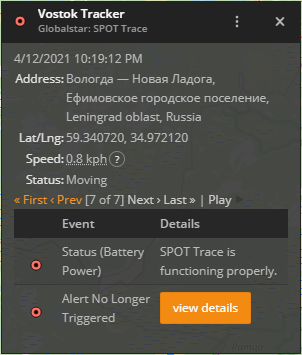 Vostok Tracker
Globalstar: SPOT Trace
4/12/2021 10:19:12 PM
Address: Вологда — Новая Ладога,
Ефимовское городское поселение,
Leningrad oblast, Russia
Lat/Lng: 59.340720, 34.972120
Speed: 0.8 kph ?
Status: Moving
« First ‹ Prev [7 of 7] Next › Last » | Play
Event Details
Status (Battery Power) SPOT Trace is functioning properly.
Alert No Longer Triggered view details